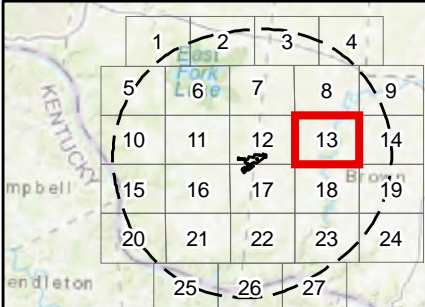 1 2 3 4
East
Fork
Lake
5 6 7 8 9
KENTUCKY
10 11 12 13 14
mpbell
Brown
15 16 17 18 19
20 21 22 23 24
endleton
25 26 27